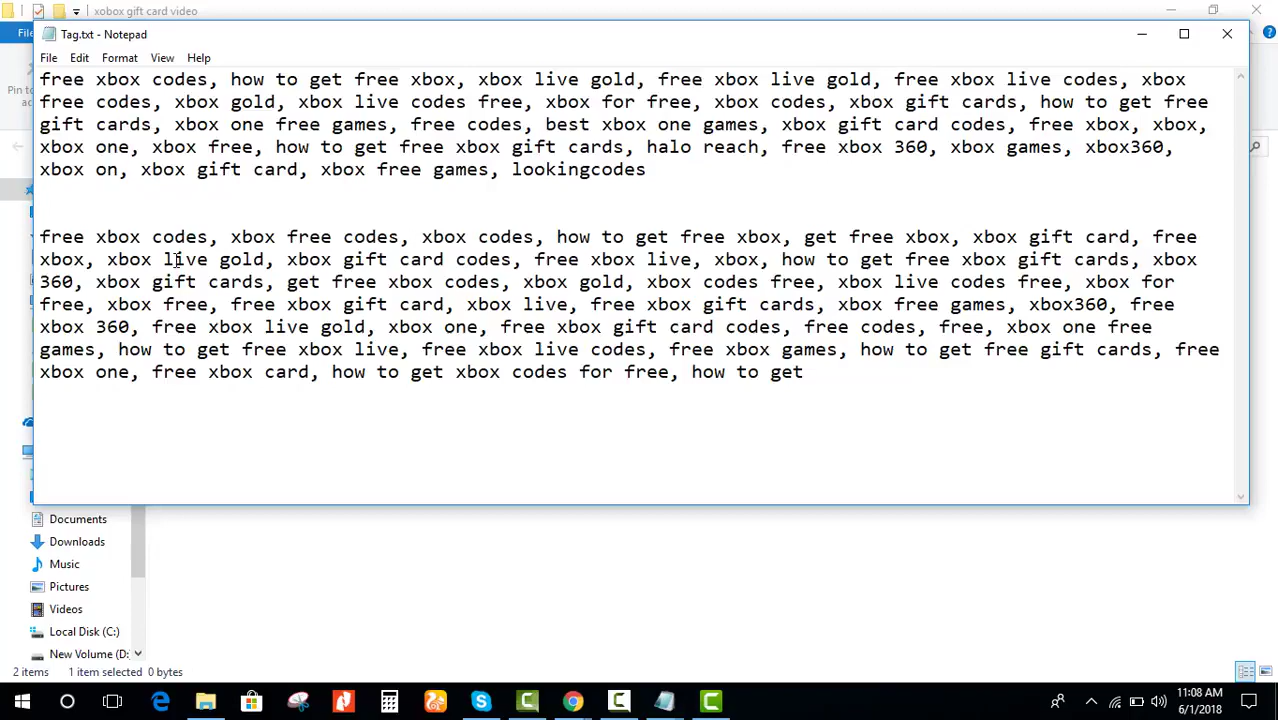 xobox gift card video
File
Tag.txt - Notepad
File Edit Format View Help
Pin to
free xbox codes, how to get free xbox, xbox live gold, free xbox live gold, free xbox live codes, xbox
free codes, xbox gold, xbox live codes free, xbox for free, xbox codes, xbox gift cards, how to get free
gift cards, xbox one free games, free codes, best xbox one games, xbox gift card codes, free xbox, xbox,
xbox one, xbox free, how to get free xbox gift cards, halo reach, free xbox 360, xbox games, xbox360,
xbox on, xbox gift card, xbox free games, lookingcodes
free xbox codes, xbox free codes, xbox codes, how to get free xbox, get free xbox, xbox gift card, free
xbox, xbox live gold, xbox gift card codes, free xbox live, xbox, how to get free xbox gift cards, xbox
360, xbox gift cards, get free xbox codes, xbox gold, xbox codes free, xbox live codes free, xbox for
free, xbox free, free xbox gift card, xbox live, free xbox gift cards, xbox free games, xbox360, free
xbox 360, free xbox live gold, xbox one, free xbox gift card codes, free codes, free, xbox one free
games, how to get free xbox live, free xbox live codes, free xbox games, how to get free gift cards, free
xbox one, free xbox card, how to get xbox codes for free, how to get
Documents
Downloads
Music
Pictures
Videos
Local Disk (C:)
New Volume (D:
2 items 1 item selected 0 bytes
11:08 AM
6/1/2018